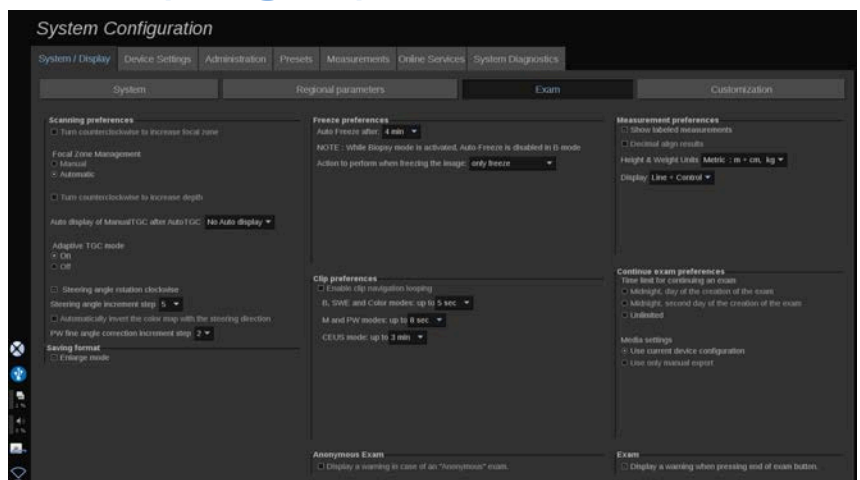 System Configuration
System / Display
Device Settings
Administration
Presets
Measurements
Online Services
System Diagnostics
System
Regional parameters
Exam
Customization
Scanning preferences
Turn counterclockwise to increase focal zone
Focal Zone Management
Manual
Automatic
Turn counterclockwise to increase depth
Auto display of ManualTGC after AutoTGC No Auto display
Adaptive TGC mode
On
Off
Steering angle rotation clockwise
Steering angle increment step 5
Automatically invert the color map with the steering direction
PW fine angle correction increment step 2
Saving format
Enlarge mode
Freeze preferences
Auto Freeze after: 4 min
NOTE : While Biopsy mode is activated, Auto-Freeze is disabled in B mode
Action to perform when freezing the image: only freeze
Clip preferences
Enable clip navigation looping
B, SWE and Color modes: up to 5 sec
M and PW modes: up to 8 sec
CEUS mode: up to 3 min
Anonymous Exam
Display a warning in case of an "Anonymous" exam.
Measurement preferences
Show labeled measurements
Decimal align results
Height & Weight Units Metric : m + cm, kg
Display Line + Control
Continue exam preferences
Time limit for continuing an exam
Midnight, day of the creation of the exam
Midnight, second day of the creation of the exam
Unlimited
Media settings
Use current device configuration
Use only manual export
Exam
Display a warning when pressing end of exam button.